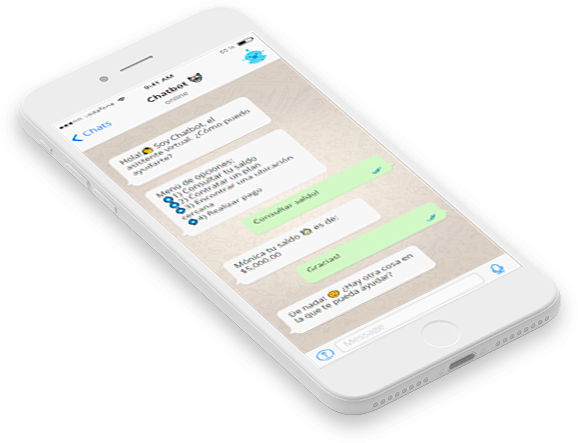 vodafone
9:41 AM
55 %
Chats
Chatbot
online
Hola! Soy Chatbot, el
asistente virtual. ¿Cómo puedo
ayudarte?
Menú de opciones:
1) Consultar tu saldo
2) Contratar un plan
3) Encontrar una ubicación
cercana
4) Realizar pago
Consultar saldo!
Mónica tu saldo es de:
$5,000.00
Gracias!
De nada! ¿Hay otra cosa en
la que te pueda ayudar?
Message